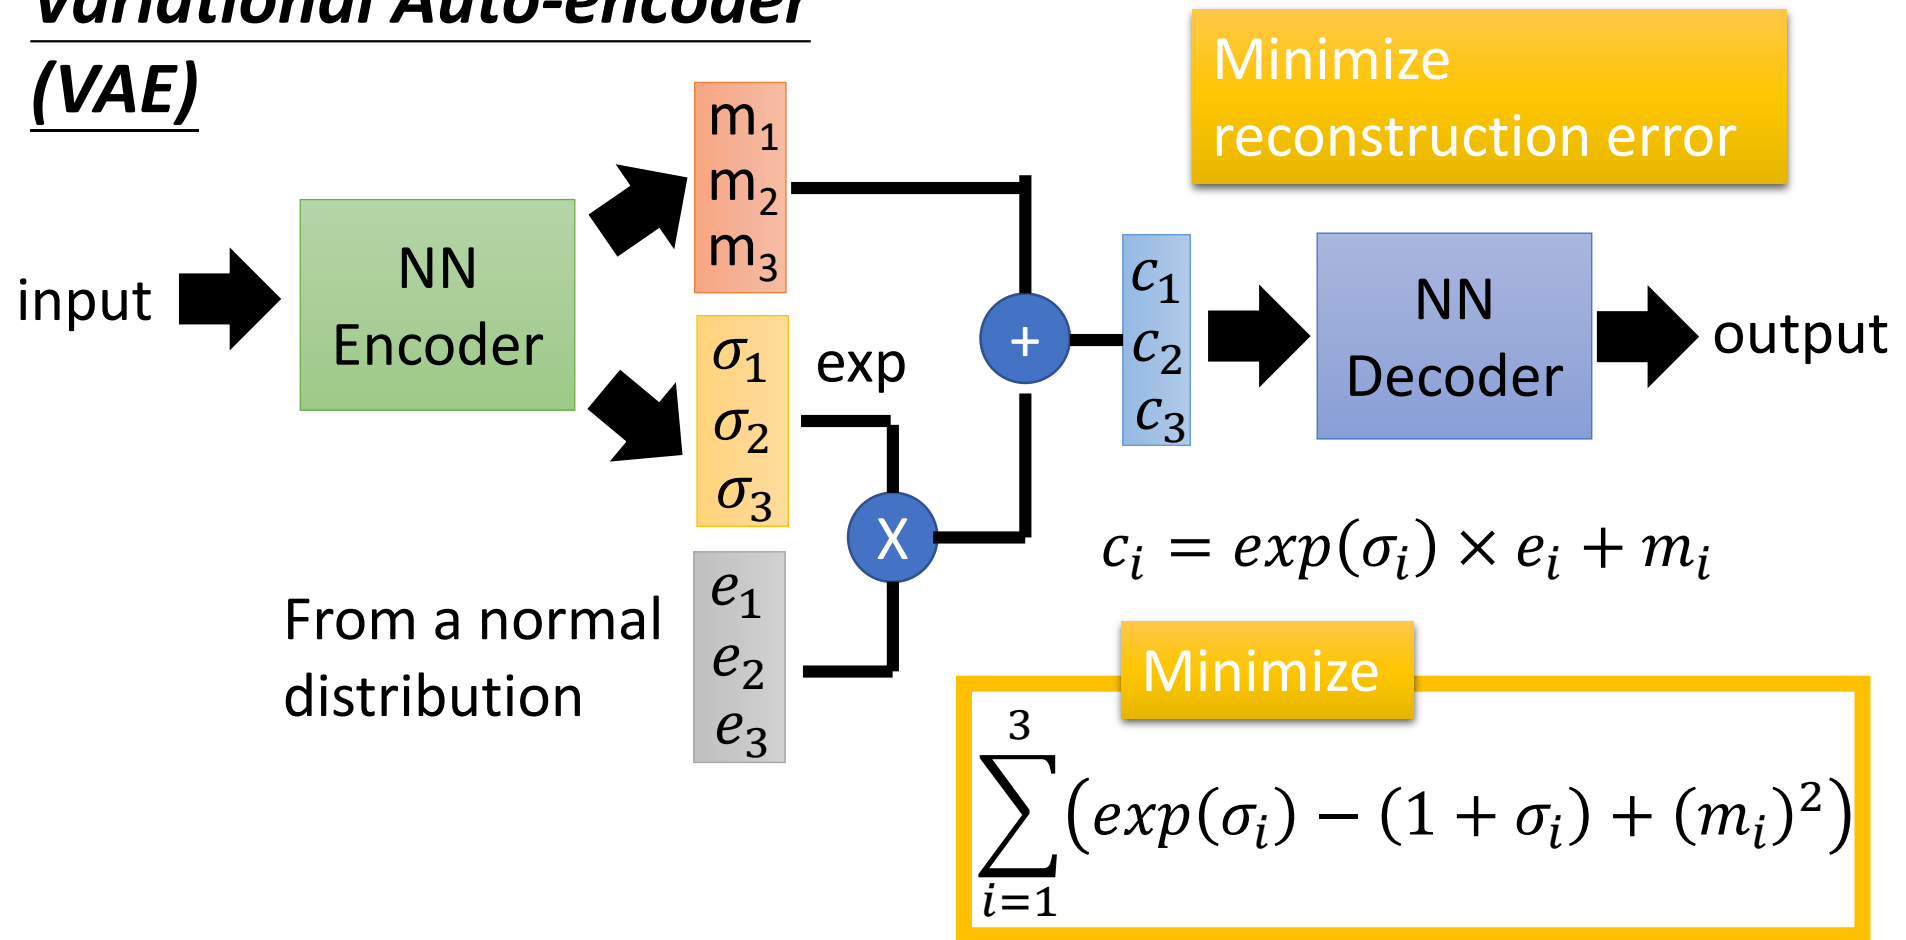 Variational Auto-encoder
(VAE)
Minimize
reconstruction error
input
NN
Encoder
m₁
m₂
m₃
σ₁
σ₂
σ₃
exp
From a normal
distribution
e₁
e₂
e₃
X
+
c₁
c₂
c₃
NN
Decoder
output
cᵢ = exp(σᵢ) × eᵢ + mᵢ
Minimize
3
∑(exp(σᵢ) − (1 + σᵢ) + (mᵢ)²)
i=1